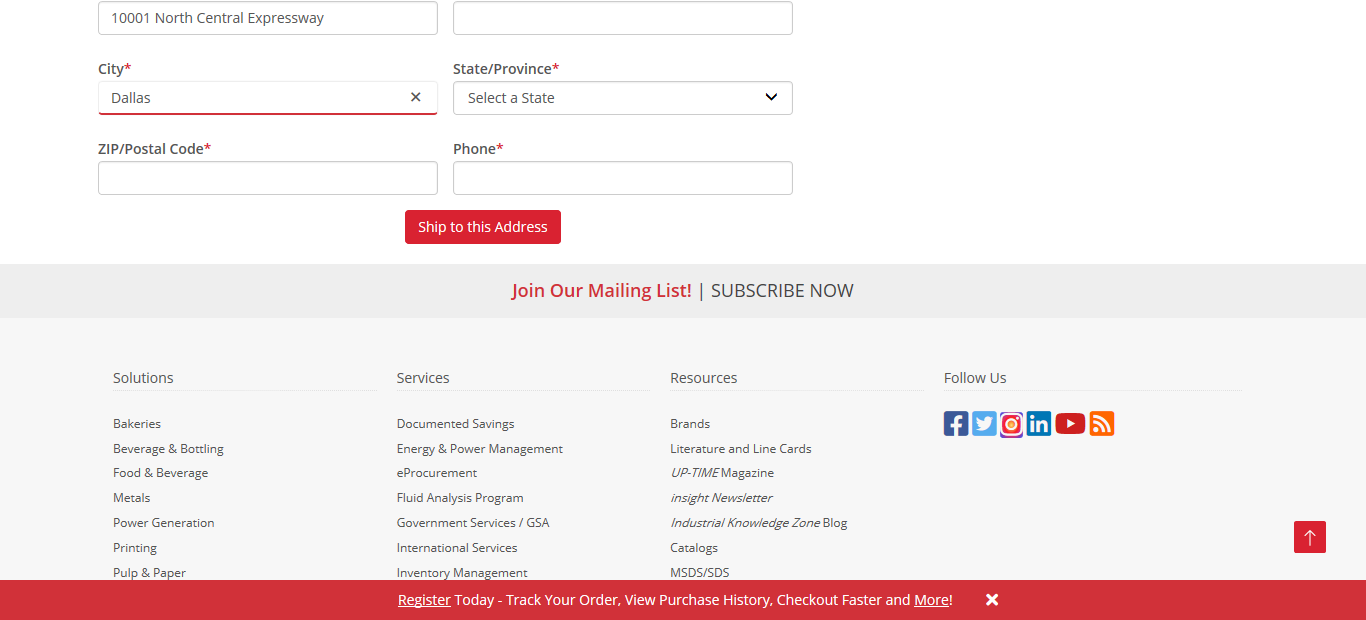 10001 North Central Expressway
City* State/Province*
Dallas Select a State
ZIP/Postal Code* Phone*
Ship to this Address
Join Our Mailing List! | SUBSCRIBE NOW
Solutions
Bakeries
Beverage & Bottling
Food & Beverage
Metals
Power Generation
Printing
Pulp & Paper
Services
Documented Savings
Energy & Power Management
eProcurement
Fluid Analysis Program
Government Services / GSA
International Services
Inventory Management
Resources
Brands
Literature and Line Cards
UP-TIME Magazine
insight Newsletter
Industrial Knowledge Zone Blog
Catalogs
MSDS/SDS
Follow Us
Register Today - Track Your Order, View Purchase History, Checkout Faster and More!